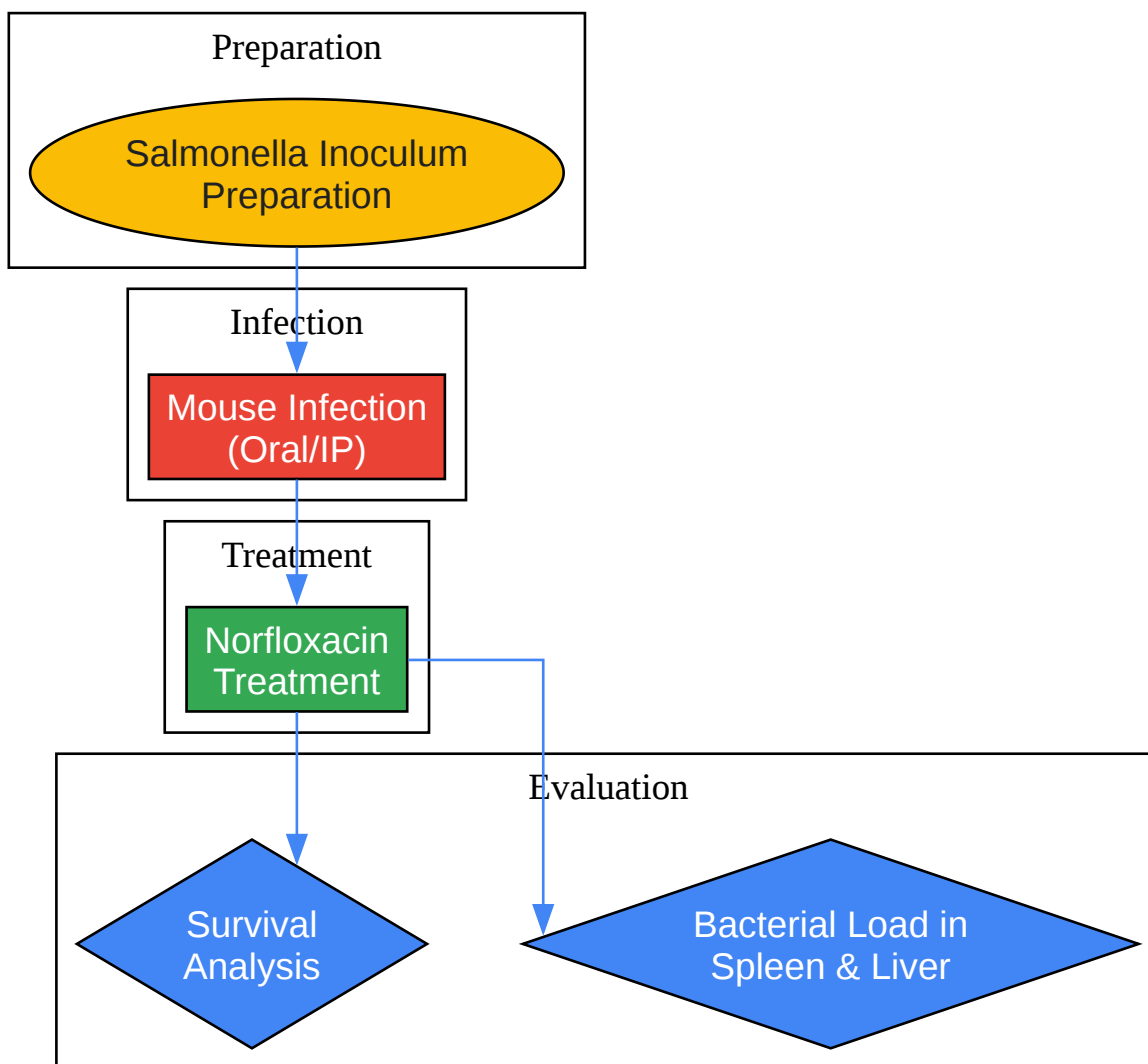 Preparation
Salmonella Inoculum
Preparation
Infection
Mouse Infection
(Oral/IP)
Treatment
Norfloxacin
Treatment
Evaluation
Survival
Analysis
Bacterial Load in
Spleen & Liver